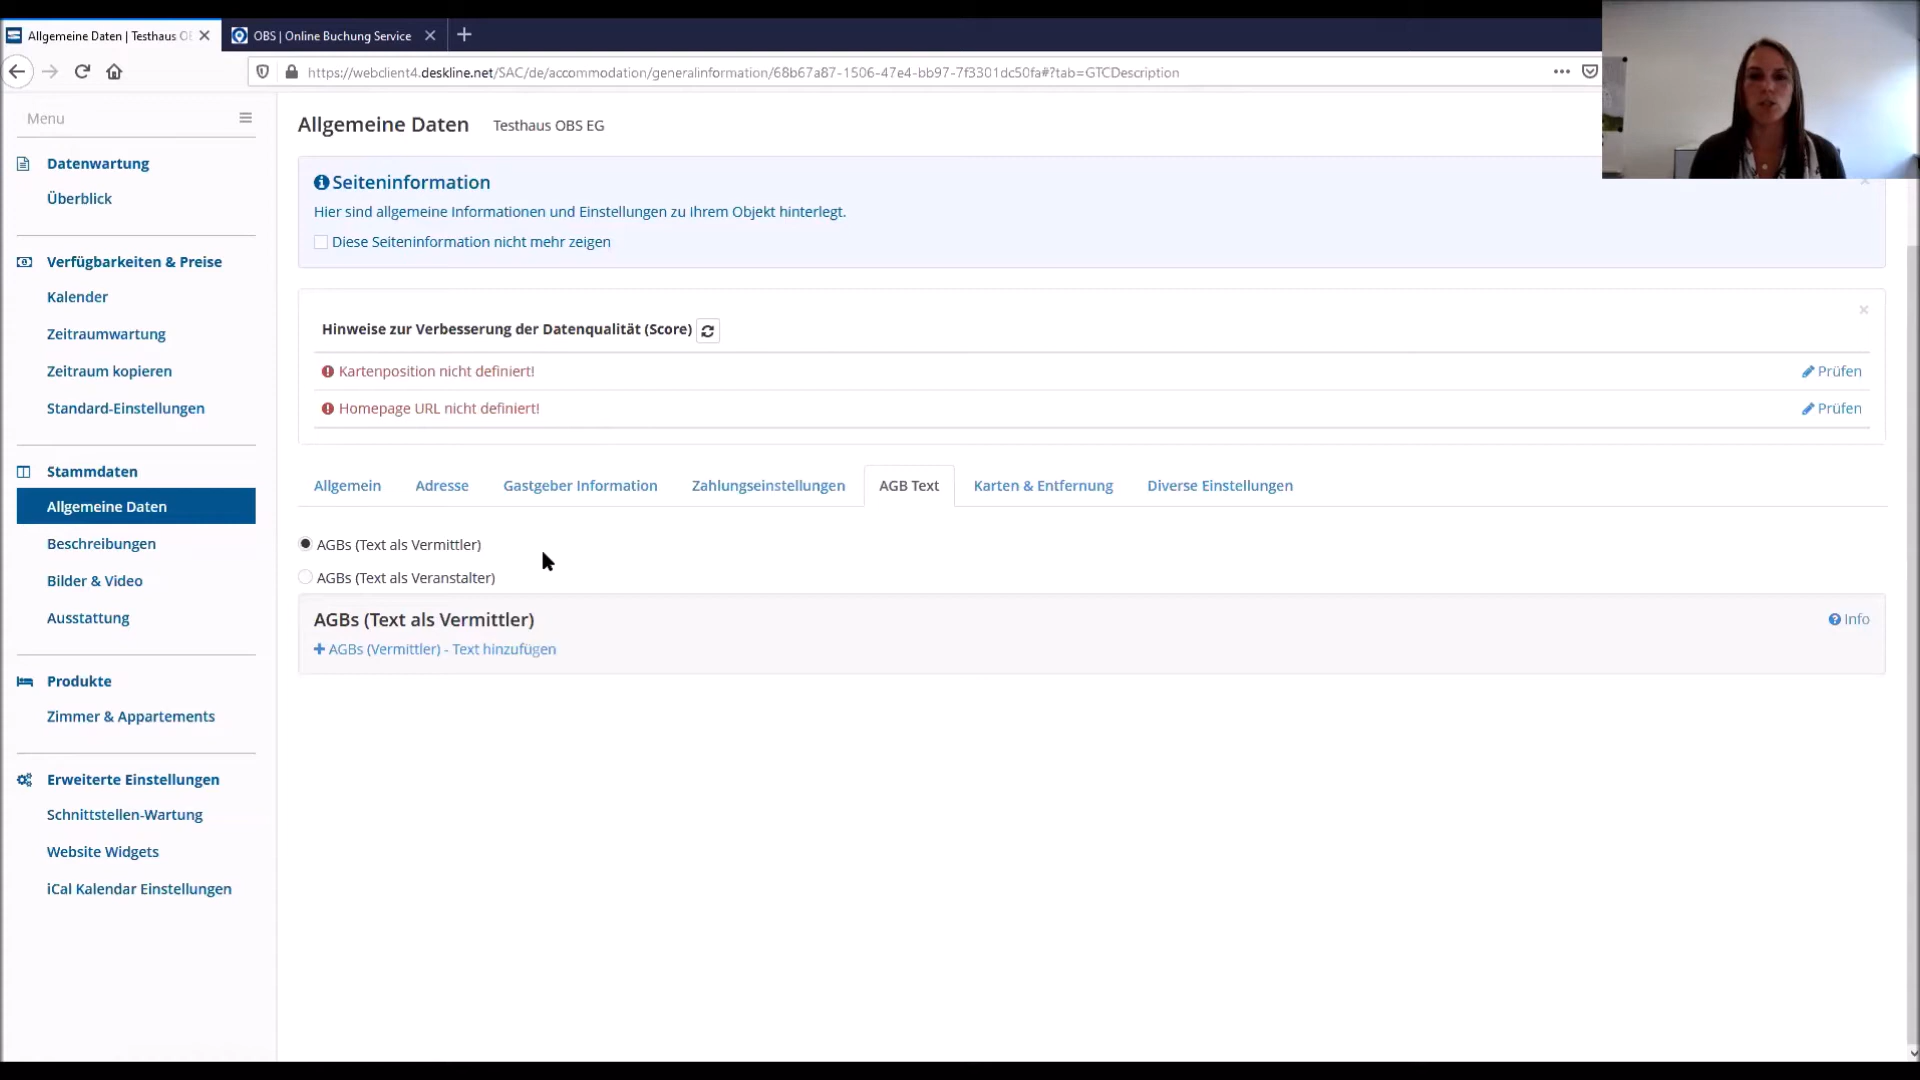 Allgemeine Daten | Testhaus OB
OBS | Online Buchung Service
https://webclient4.deskline.net/SAC/de/accommodation/generalinformation/68b67a87-1506-47e4-bb97-7f3301dc50fa#?tab=GTCDescription
Menu
Datenwartung
Überblick
Verfügbarkeiten & Preise
Kalender
Zeitraumwartung
Zeitraum kopieren
Standard-Einstellungen
Stammdaten
Allgemeine Daten
Beschreibungen
Bilder & Video
Ausstattung
Produkte
Zimmer & Appartements
Erweiterte Einstellungen
Schnittstellen-Wartung
Website Widgets
iCal Kalendar Einstellungen
Allgemeine Daten Testhaus OBS EG
Seiteninformation
Hier sind allgemeine Informationen und Einstellungen zu Ihrem Objekt hinterlegt.
Diese Seiteninformation nicht mehr zeigen
Hinweise zur Verbesserung der Datenqualität (Score)
Kartenposition nicht definiert! Prüfen
Homepage URL nicht definiert! Prüfen
Allgemein Adresse Gastgeber Information Zahlungseinstellungen AGB Text Karten & Entfernung Diverse Einstellungen
AGBs (Text als Vermittler)
AGBs (Text als Veranstalter)
AGBs (Text als Vermittler) Info
AGBs (Vermittler) - Text hinzufügen